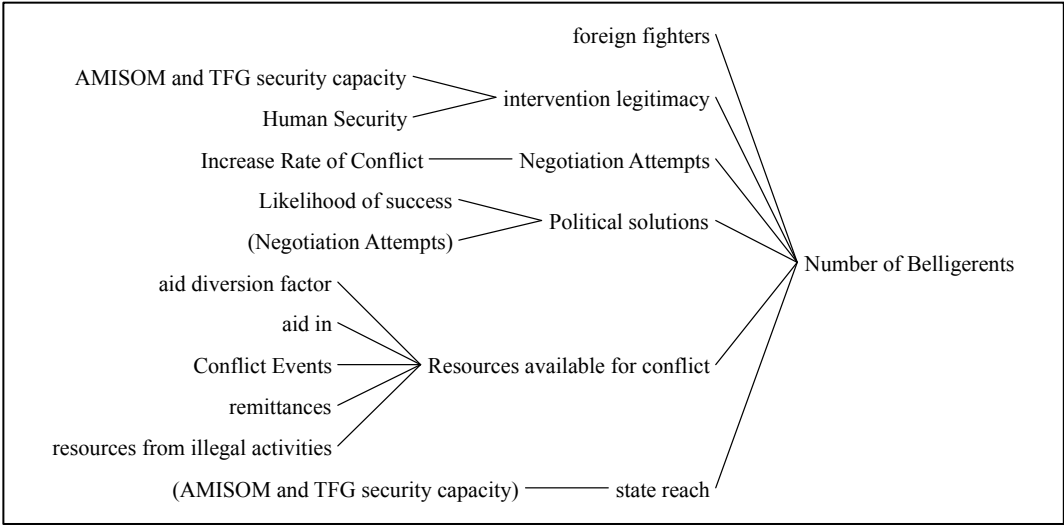 foreign fighters
AMISOM and TFG security capacity
intervention legitimacy
Human Security
Increase Rate of Conflict
Negotiation Attempts
Likelihood of success
Political solutions
(Negotiation Attempts)
Number of Belligerents
aid diversion factor
aid in
Conflict Events
Resources available for conflict
remittances
resources from illegal activities
(AMISOM and TFG security capacity)
state reach